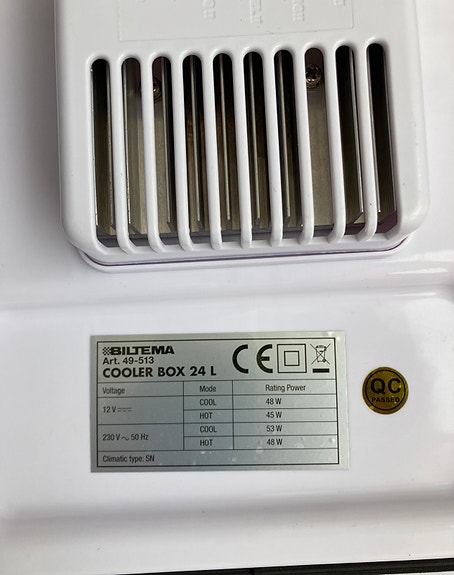 BILTEMA
Art. 49-513
COOLER BOX 24 L
CE
Voltage Mode Rating Power
12 V COOL 48 W
HOT 45 W
230 V ~ 50 Hz COOL 53 W
HOT 48 W
Climatic type: SN
QC
PASSED